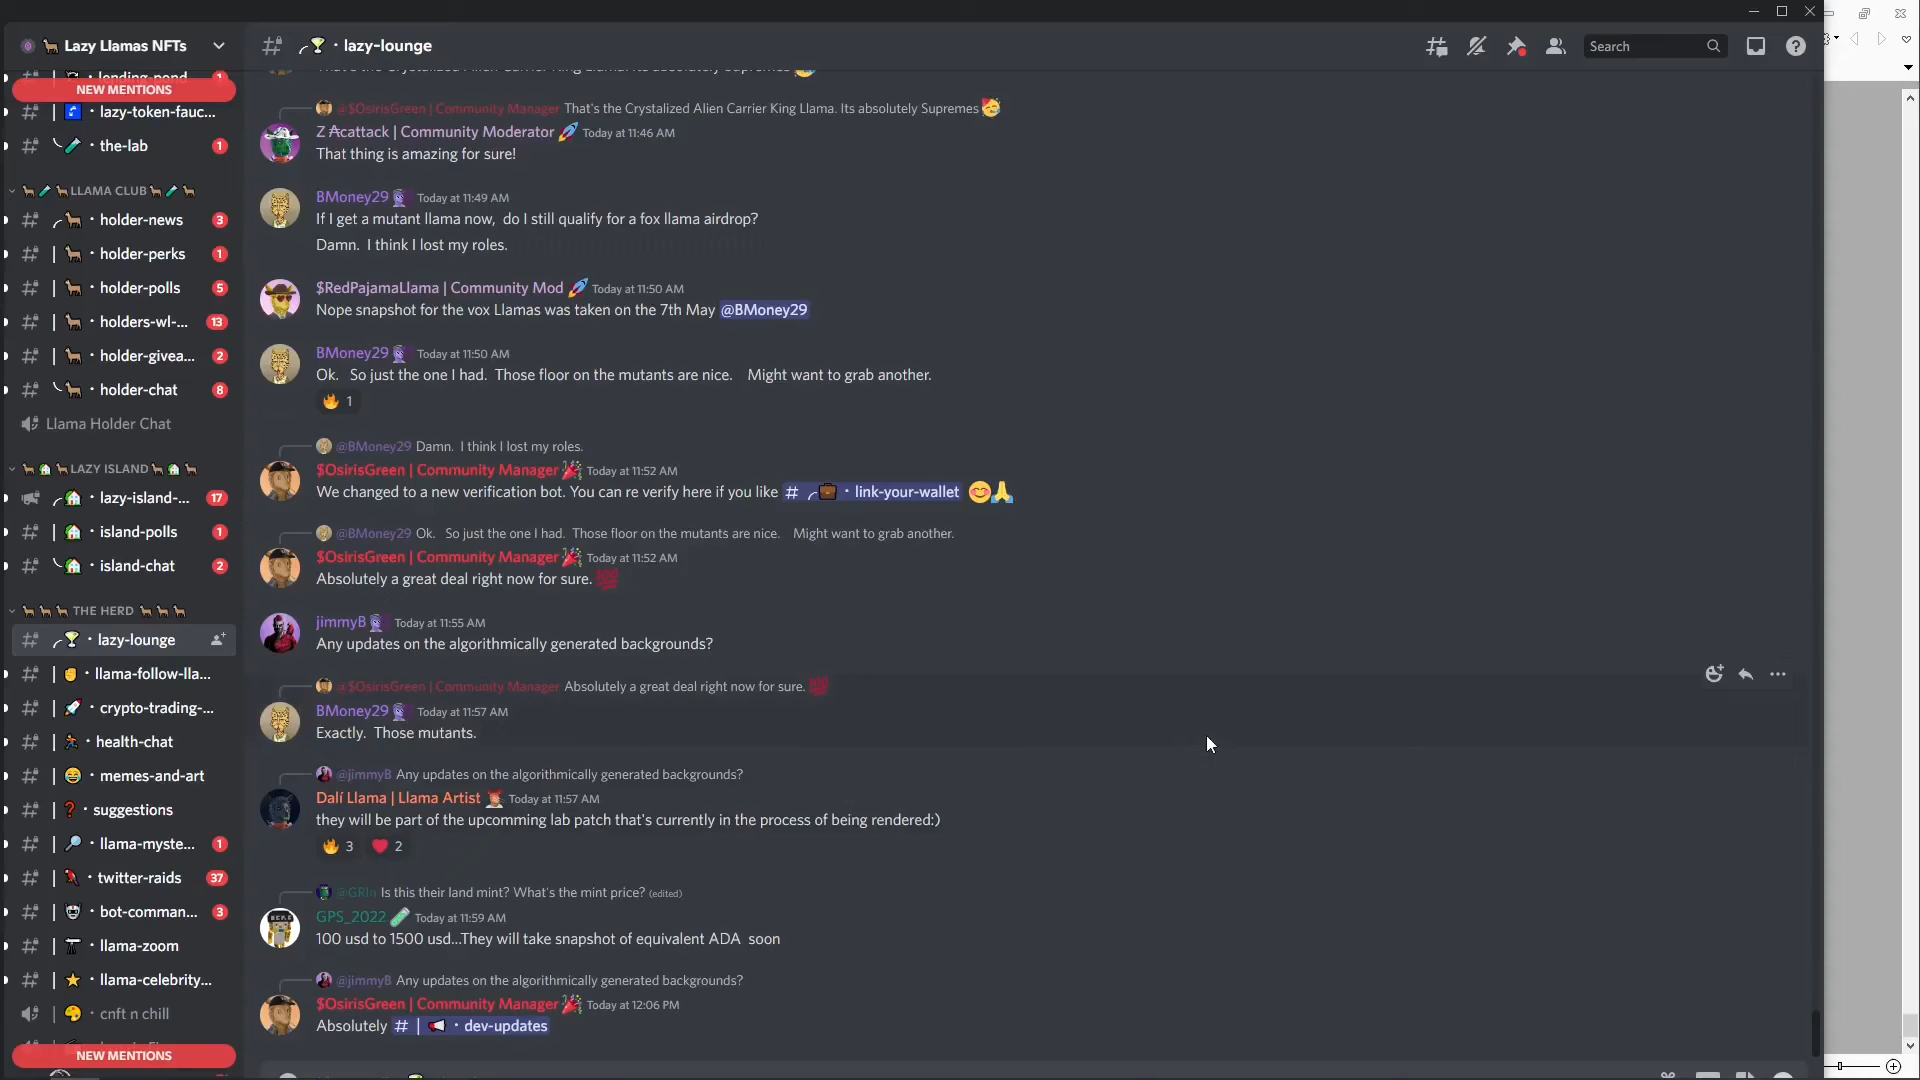 Lazy Llamas NFTs
NEW MENTIONS
lazy-token-fauc...
the-lab 1
LLAMA CLUB
holder-news 3
holder-perks 1
holder-polls 5
holders-wl-... 13
holder-givea... 2
holder-chat 8
Llama Holder Chat
LAZY ISLAND
lazy-island-... 17
island-polls 1
island-chat 2
THE HERD
lazy-lounge
llama-follow-lla...
crypto-trading-...
health-chat
memes-and-art
suggestions
llama-myste... 1
twitter-raids 37
bot-comman... 3
llama-zoom
llama-celebrity...
cnft n chill
NEW MENTIONS
lazy-lounge
Search
@$OsirisGreen | Community Manager That's the Crystalized Alien Carrier King Llama. Its absolutely Supremes
Z ₳cattack | Community Moderator Today at 11:46 AM
That thing is amazing for sure!
BMoney29 Today at 11:49 AM
If I get a mutant llama now, do I still qualify for a fox llama airdrop?
Damn. I think I lost my roles.
$RedPajamaLlama | Community Mod Today at 11:50 AM
Nope snapshot for the vox Llamas was taken on the 7th May @BMoney29
BMoney29 Today at 11:50 AM
Ok. So just the one I had. Those floor on the mutants are nice. Might want to grab another.
1
@BMoney29 Damn. I think I lost my roles.
$OsirisGreen | Community Manager Today at 11:52 AM
We changed to a new verification bot. You can re verify here if you like # link-your-wallet
@BMoney29 Ok. So just the one I had. Those floor on the mutants are nice. Might want to grab another.
$OsirisGreen | Community Manager Today at 11:52 AM
Absolutely a great deal right now for sure. 💯
jimmyB Today at 11:55 AM
Any updates on the algorithmically generated backgrounds?
@$OsirisGreen | Community Manager Absolutely a great deal right now for sure. 💯
BMoney29 Today at 11:57 AM
Exactly. Those mutants.
@jimmyB Any updates on the algorithmically generated backgrounds?
Dalí Llama | Llama Artist Today at 11:57 AM
they will be part of the upcomming lab patch that's currently in the process of being rendered:)
3 2
@GRIn Is this their land mint? What's the mint price? (edited)
GPS_2022 Today at 11:59 AM
100 usd to 1500 usd...They will take snapshot of equivalent ADA soon
@jimmyB Any updates on the algorithmically generated backgrounds?
$OsirisGreen | Community Manager Today at 12:06 PM
Absolutely # | dev-updates